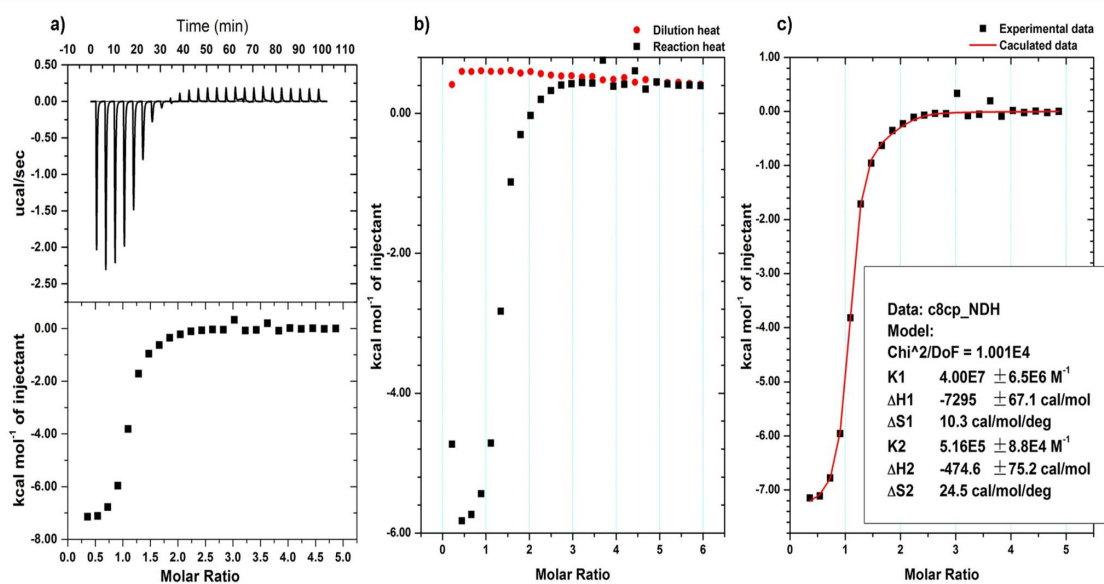 a)
Time (min)
-10 0 10 20 30 40 50 60 70 80 90 100 110
0.50
0.00
-0.50
-1.00
-1.50
-2.00
-2.50
ucal/sec
0.00
-2.00
-4.00
-6.00
-8.00
kcal mol⁻¹ of injectant
0.0 0.5 1.0 1.5 2.0 2.5 3.0 3.5 4.0 4.5 5.0
Molar Ratio
b)
Dilution heat
Reaction heat
0.00
-2.00
-4.00
-6.00
kcal mol⁻¹ of injectant
0 1 2 3 4 5 6
Molar Ratio
c)
Experimental data
Caculated data
1.00
0.00
-1.00
-2.00
-3.00
-4.00
-5.00
-6.00
-7.00
kcal mol⁻¹ of injectant
Data: c8cp_NDH
Model:
Chi^2/DoF = 1.001E4
K1 4.00E7 ±6.5E6 M⁻¹
ΔH1 -7295 ±67.1 cal/mol
ΔS1 10.3 cal/mol/deg
K2 5.16E5 ±8.8E4 M⁻¹
ΔH2 -474.6 ±75.2 cal/mol
ΔS2 24.5 cal/mol/deg
0 1 2 3 4 5
Molar Ratio